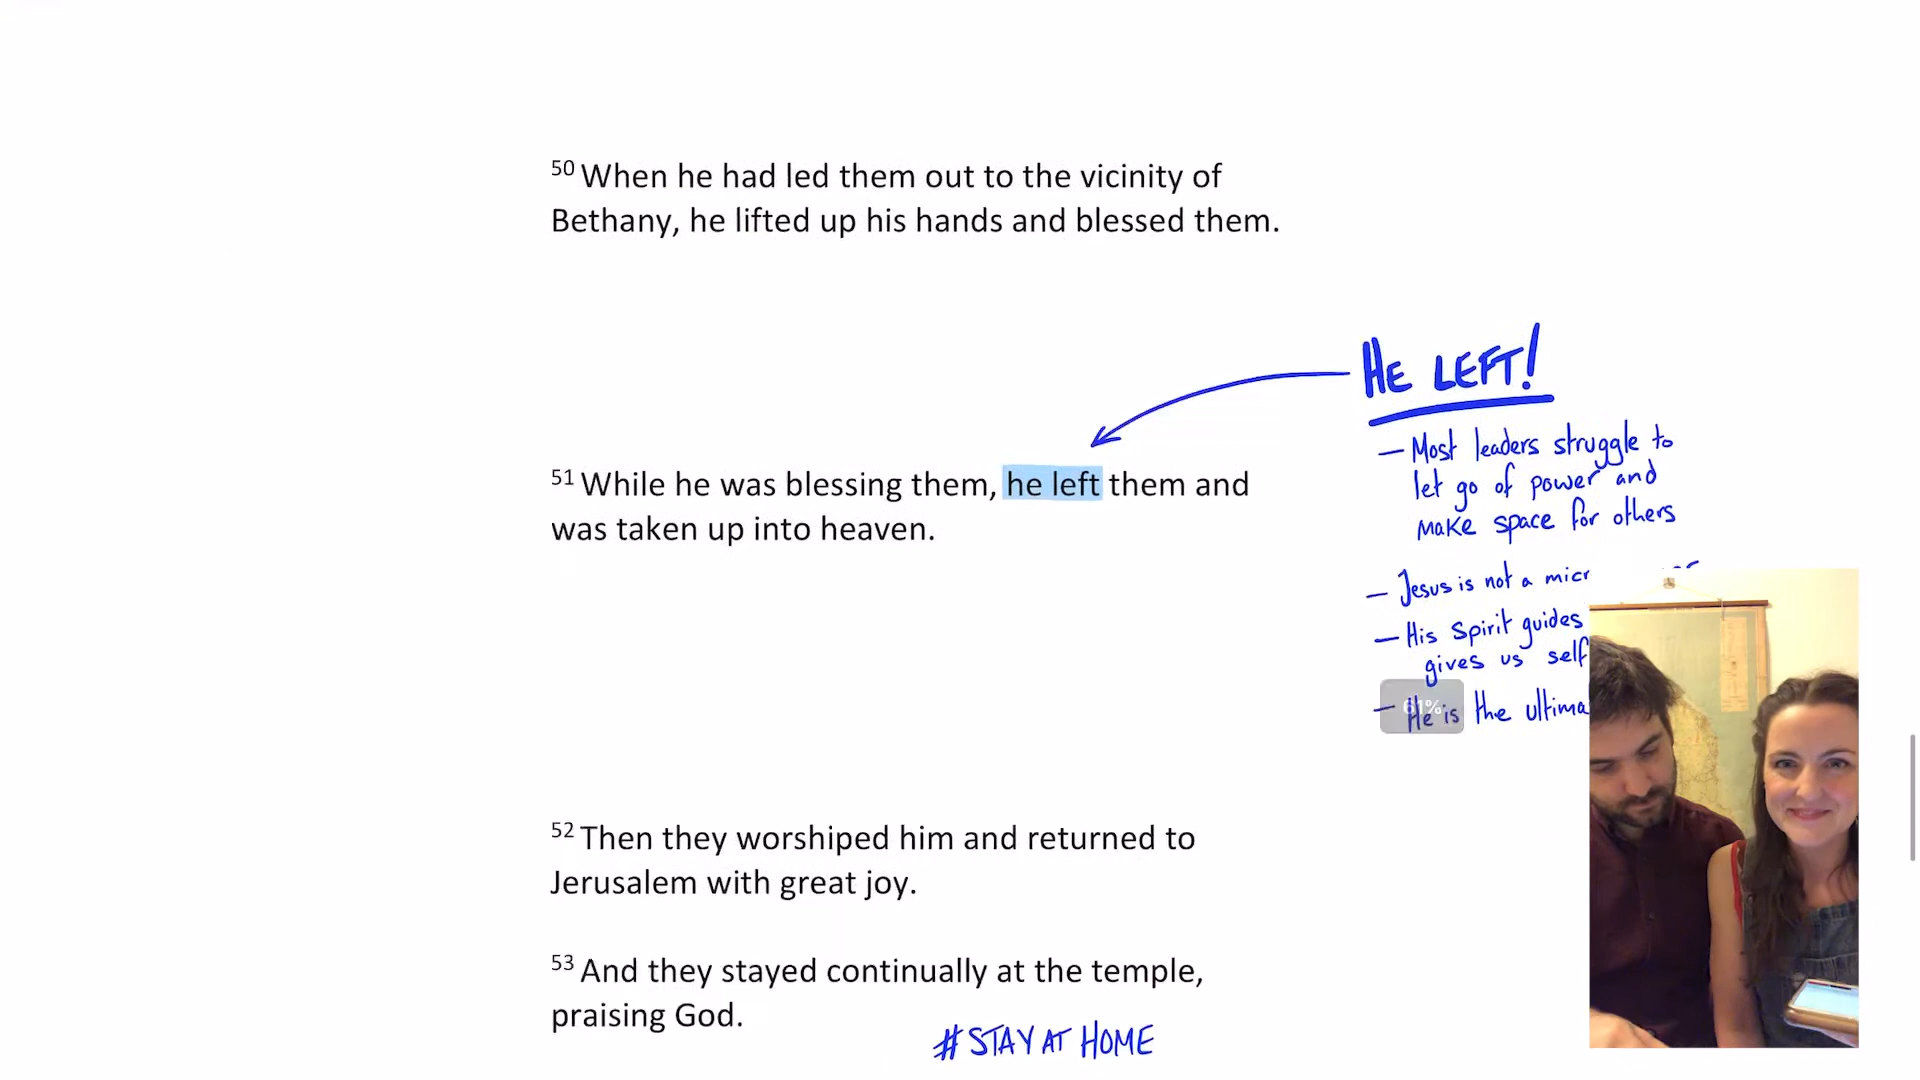 50 When he had led them out to the vicinity of
Bethany, he lifted up his hands and blessed them.
HE LEFT!
— Most leaders struggle to
let go of power and
make space for others
51 While he was blessing them, he left them and
was taken up into heaven.
— Jesus is not a
— His Spirit guides
gives us self
— He is the
61%
52 Then they worshiped him and returned to
Jerusalem with great joy.
53 And they stayed continually at the temple,
praising God.
#STAY AT HOME